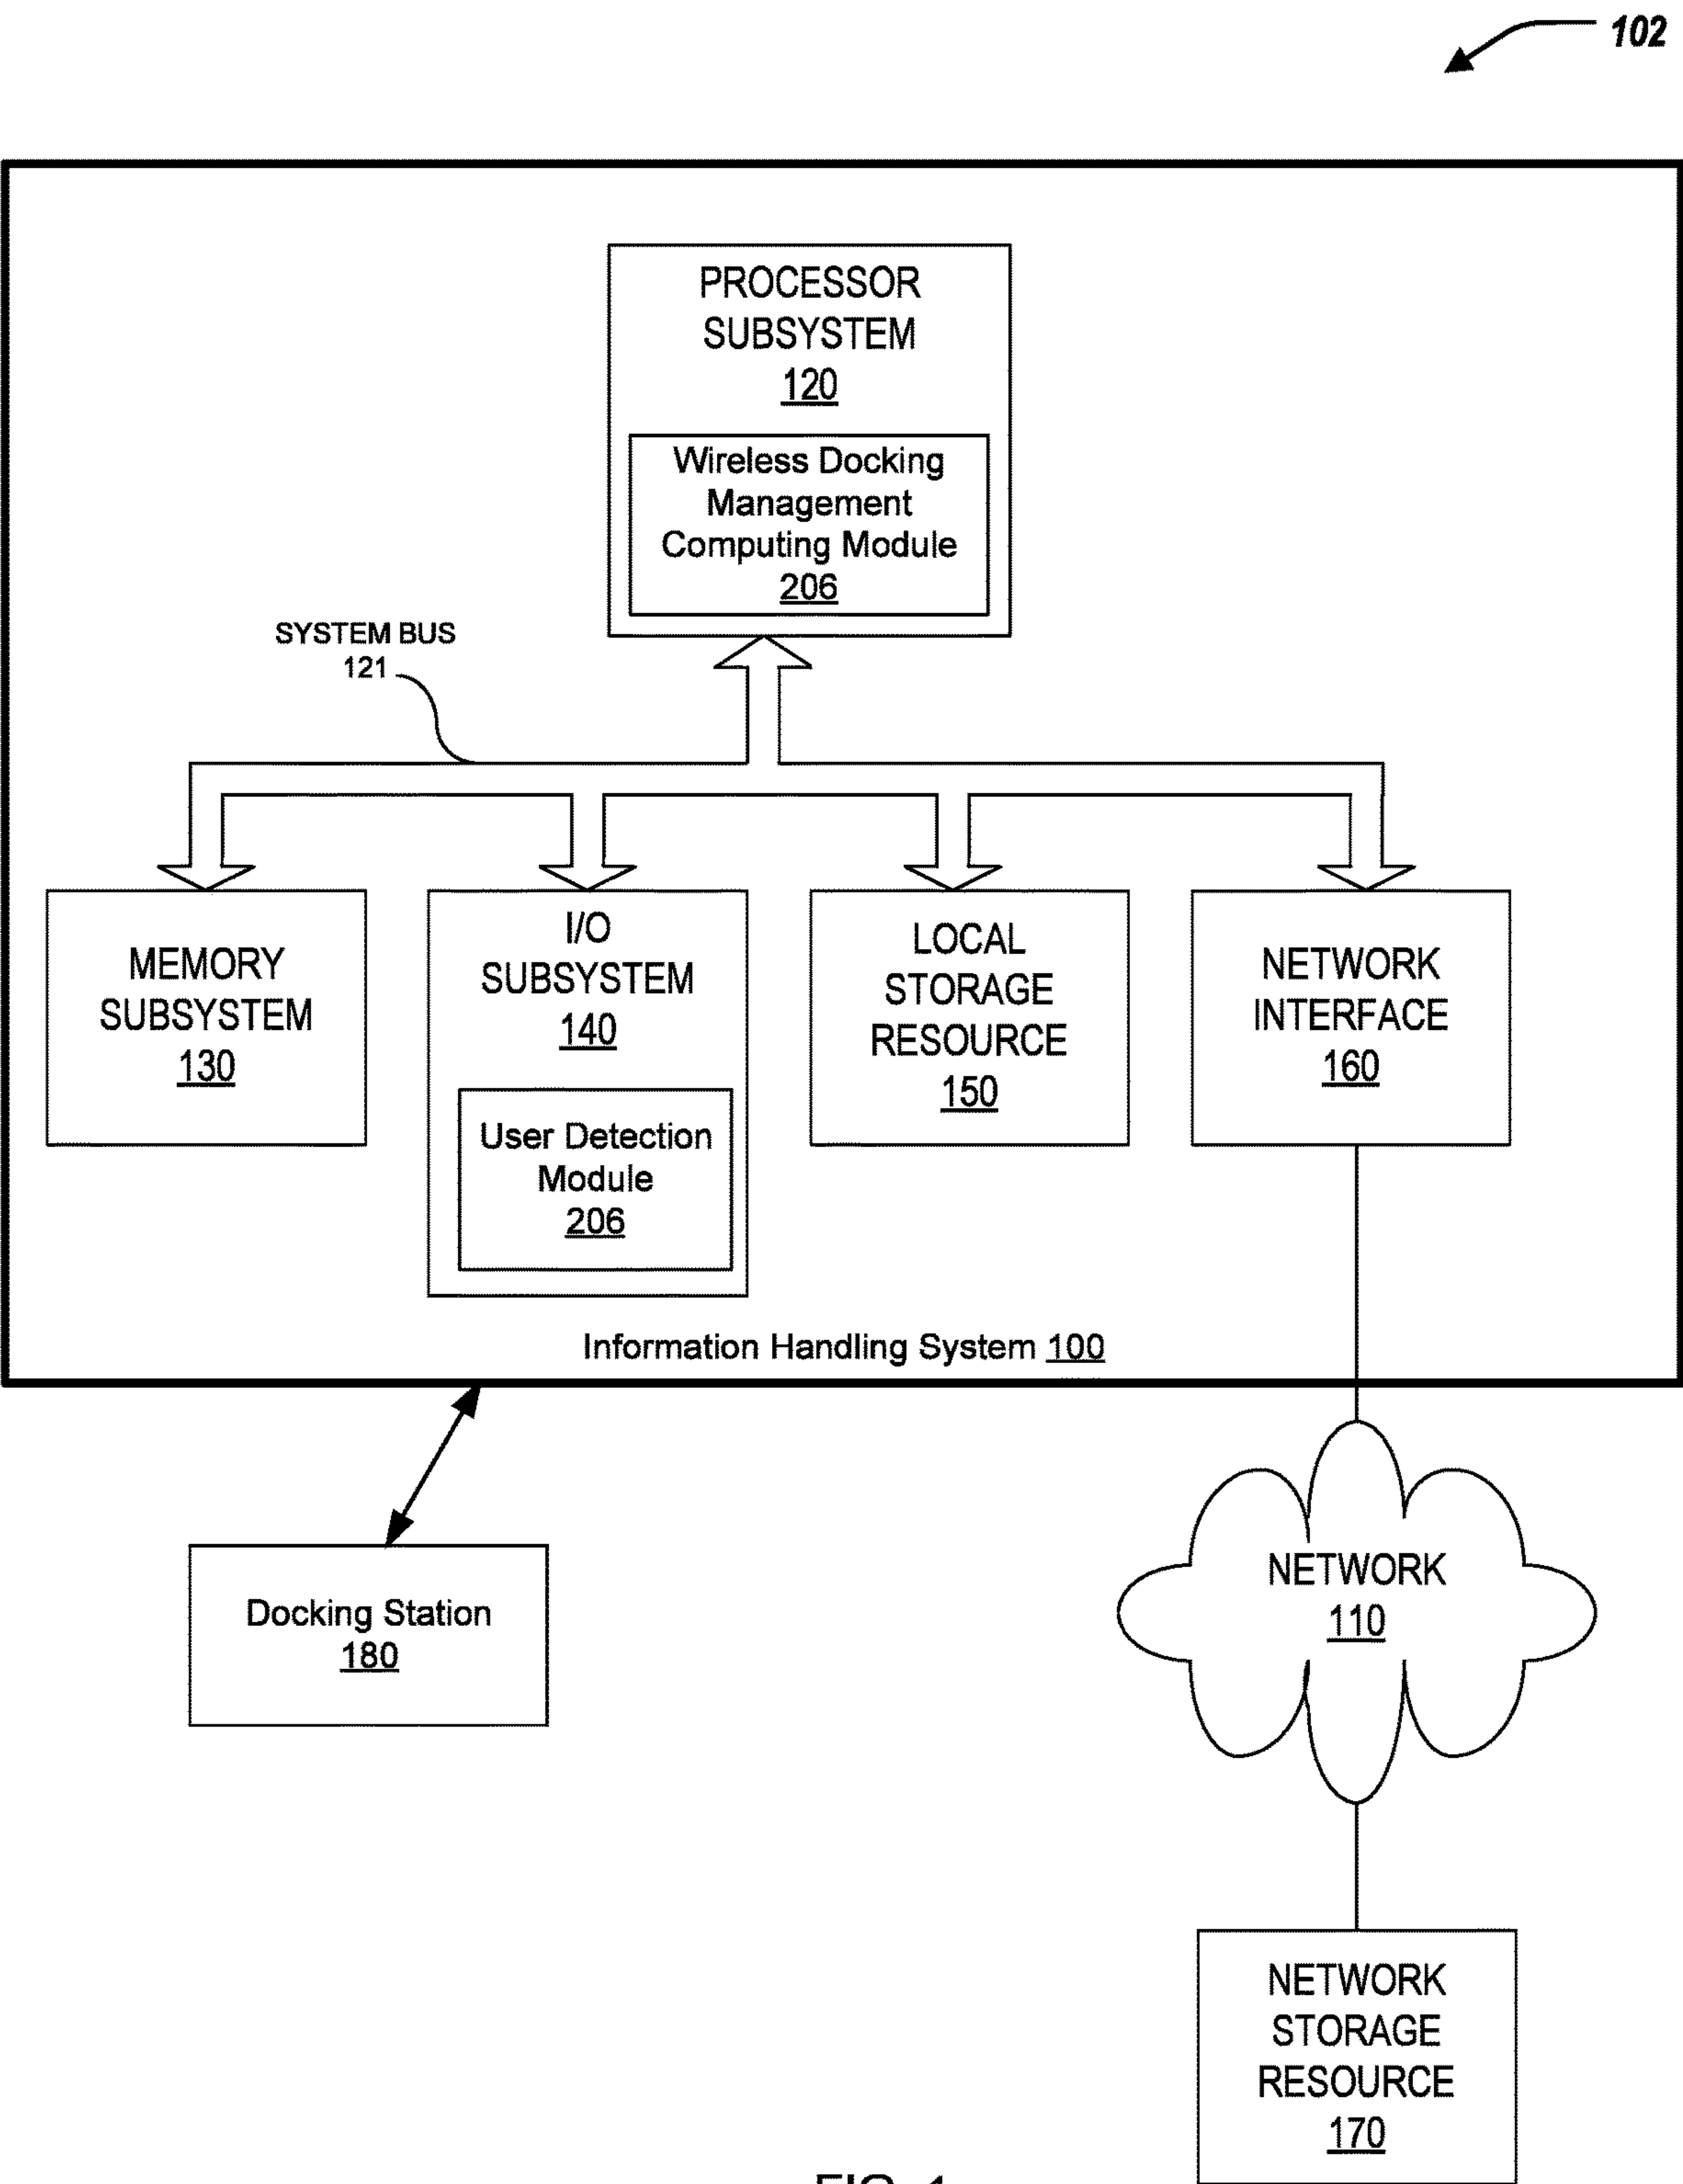 102
PROCESSOR
SUBSYSTEM
120
Wireless Docking
Management
Computing Module
206
SYSTEM BUS
121
MEMORY
SUBSYSTEM
130
I/O
SUBSYSTEM
140
User Detection
Module
206
LOCAL
STORAGE
RESOURCE
150
NETWORK
INTERFACE
160
Information Handling System 100
Docking Station
180
NETWORK
110
NETWORK
STORAGE
RESOURCE
170